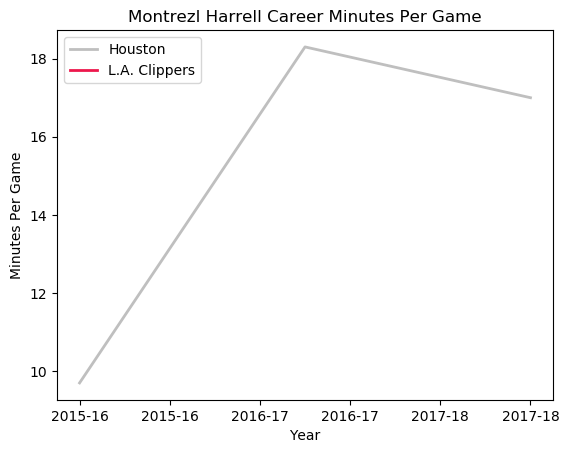 Montrezl Harrell Career Minutes Per Game
Houston
L.A. Clippers
18
16
14
12
10
Minutes Per Game
2015-16 2015-16 2016-17 2016-17 2017-18 2017-18
Year